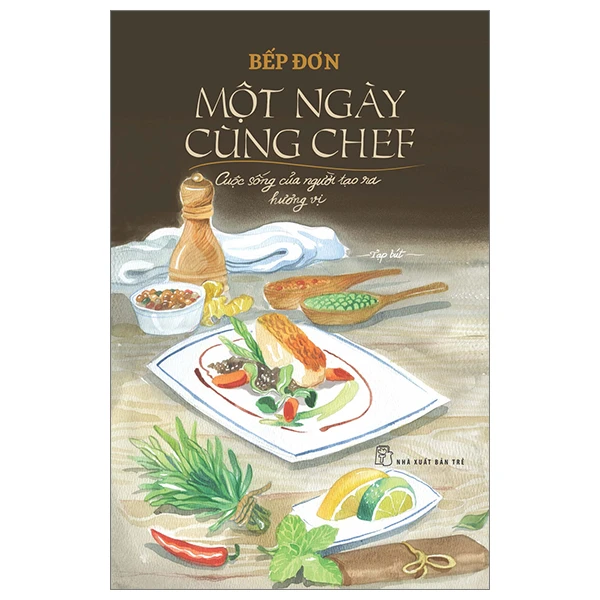 BẾP ĐƠN
MỘT NGÀY
CÙNG CHEF
Cuộc sống của người tạo ra
hương vị
Tạp bút
NHÀ XUẤT BẢN TRẺ